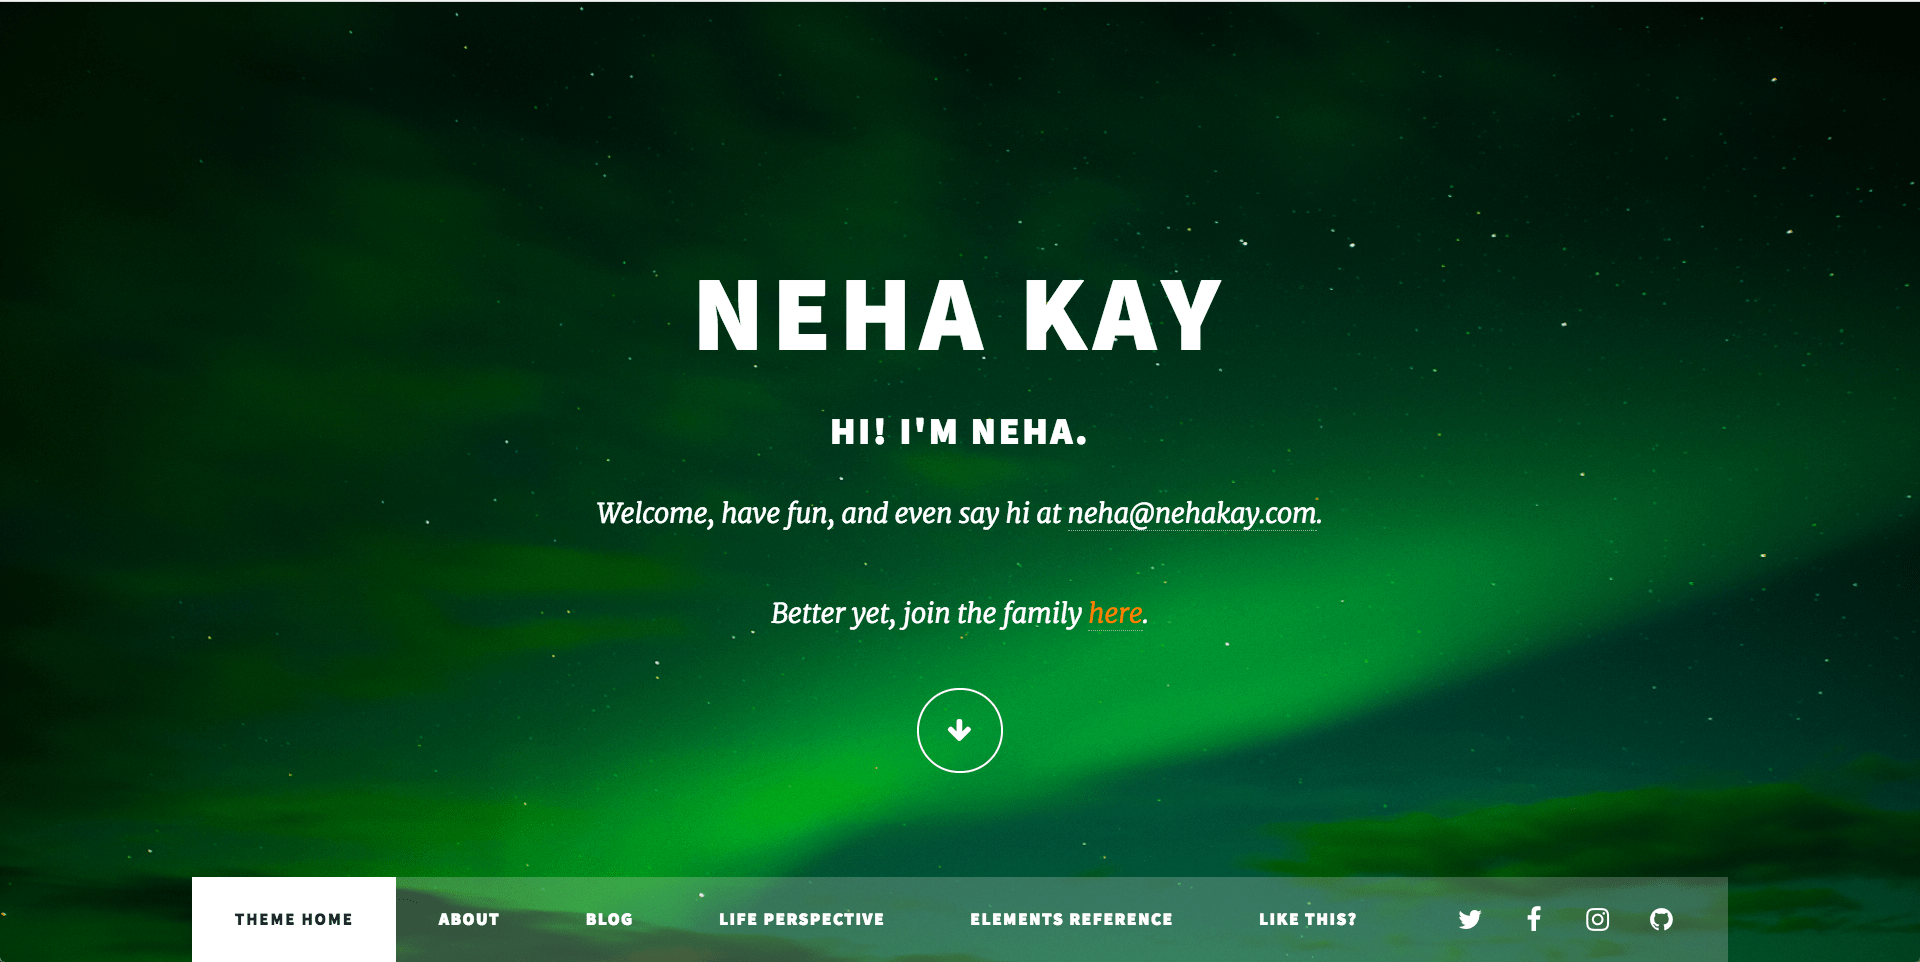 NEHA KAY
HI! I'M NEHA.
Welcome, have fun, and even say hi at neha@nehakay.com.
Better yet, join the family here.
THEME HOME ABOUT BLOG LIFE PERSPECTIVE ELEMENTS REFERENCE LIKE THIS?